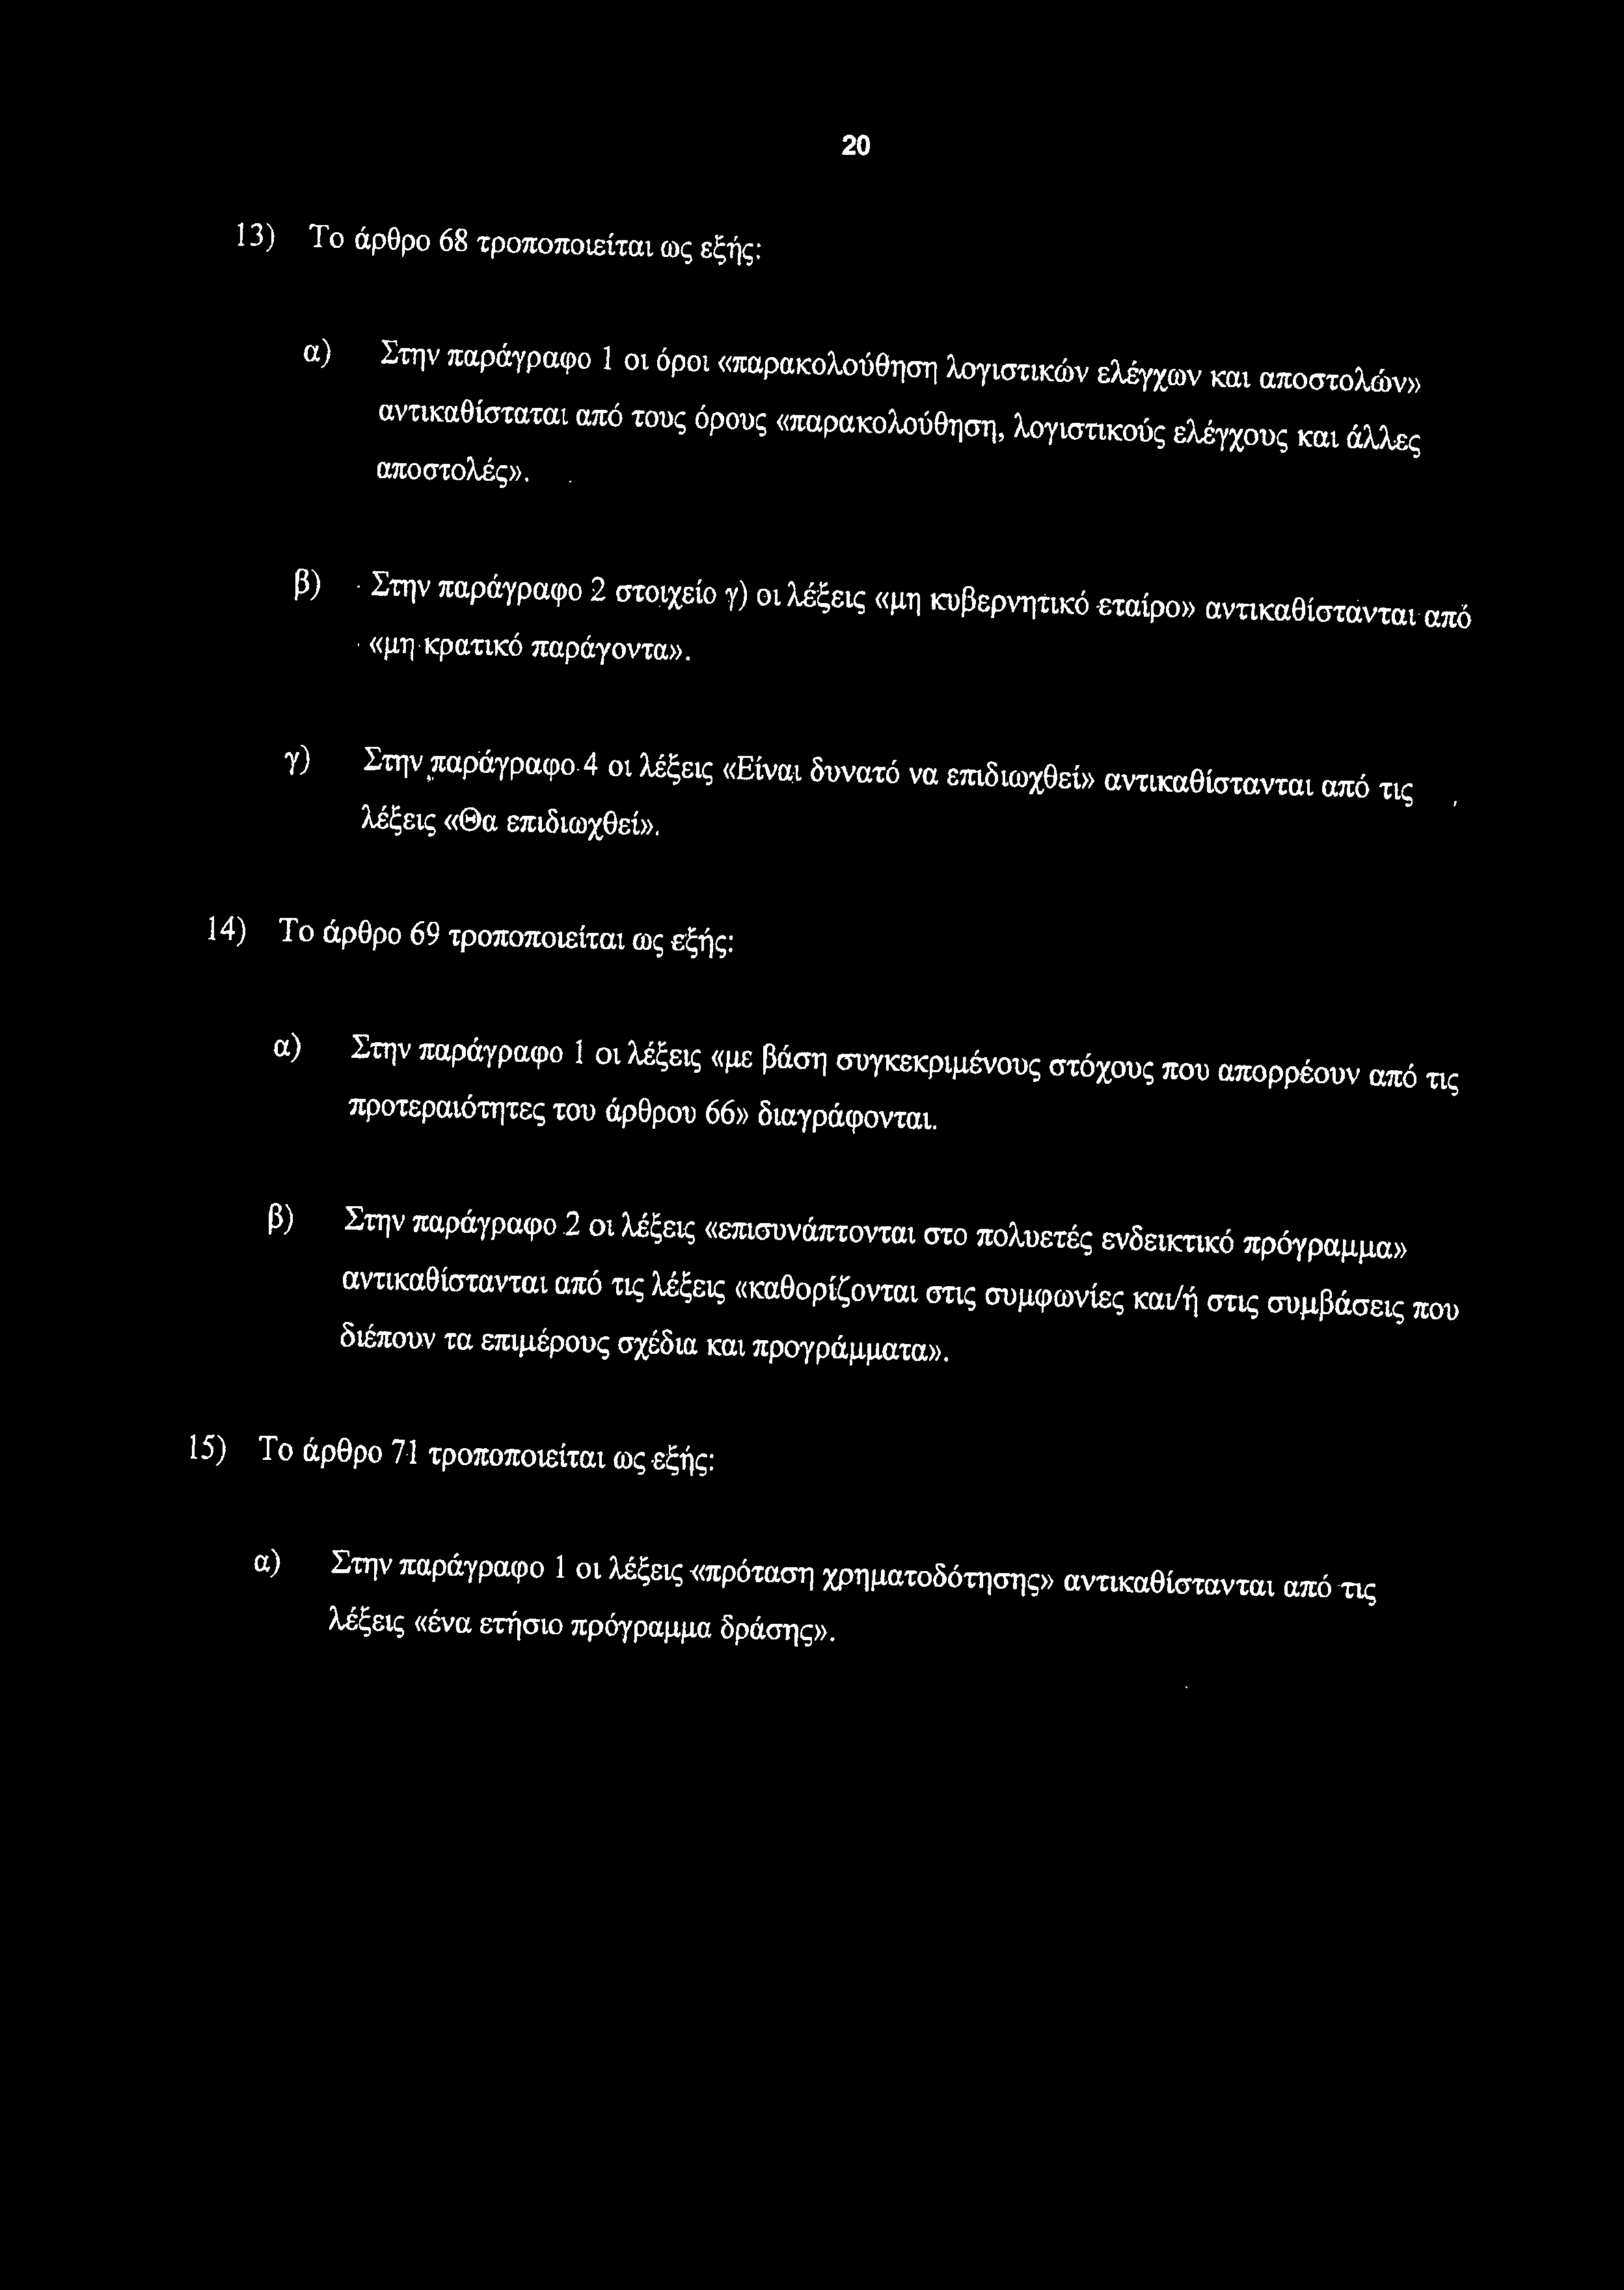 20
13) Το άρθρο 68 τροποποιείται ως εξής:
α) Στην παράγραφο 1 οι όροι «παρακολούθηση λογιστικών ελέγχων και αποστολών»
αντικαθίσταται από τους όρους «παρακολούθηση, λογιστικούς ελέγχους και άλλες
αποστολές».
β) Στην παράγραφο 2 στοιχείο γ) οι λέξεις «μη κυβερνητικό εταίρο» αντικαθίστανται από
«μη κρατικό παράγοντα».
γ) Στην παράγραφο 4 οι λέξεις «Είναι δυνατό να επιδιωχθεί» αντικαθίστανται από τις
λέξεις «Θα επιδιωχθεί».
14) Το άρθρο 69 τροποποιείται ως εξής:
α) Στην παράγραφο 1 οι λέξεις «με βάση συγκεκριμένους στόχους που απορρέουν από τις
προτεραιότητες του άρθρου 66» διαγράφονται.
β) Στην παράγραφο 2 οι λέξεις «επισυνάπτονται στο πολυετές ενδεικτικό πρόγραμμα»
αντικαθίστανται από τις λέξεις «καθορίζονται στις συμφωνίες και/ή στις συμβάσεις που
διέπουν τα επιμέρους σχέδια και προγράμματα».
15) Το άρθρο 71 τροποποιείται ως εξής:
α) Στην παράγραφο 1 οι λέξεις «πρόταση χρηματοδότησης» αντικαθίστανται από τις
λέξεις «ένα ετήσιο πρόγραμμα δράσης».